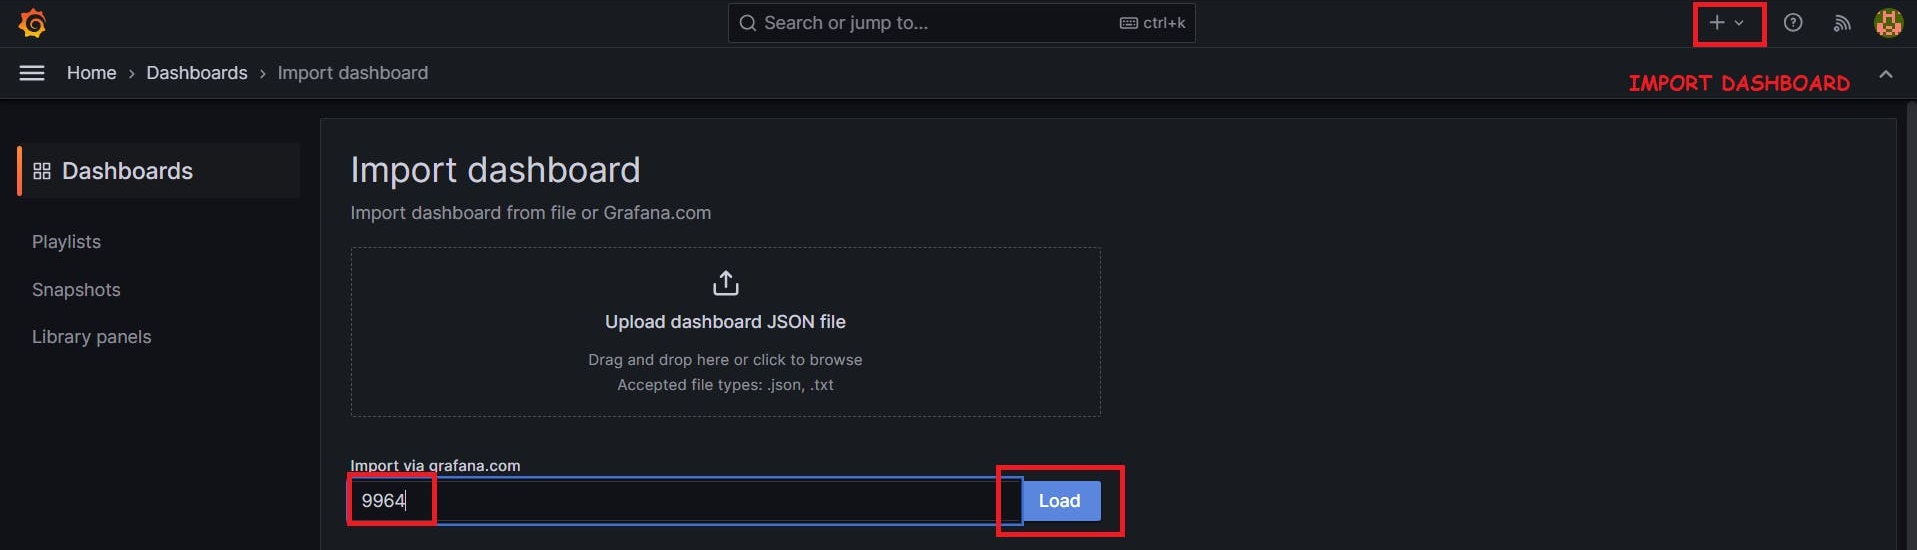 Search or jump to... ctrl+k
Home › Dashboards › Import dashboard
IMPORT DASHBOARD
Dashboards
Playlists
Snapshots
Library panels
Import dashboard
Import dashboard from file or Grafana.com
Upload dashboard JSON file
Drag and drop here or click to browse
Accepted file types: .json, .txt
Import via grafana.com
9964
Load